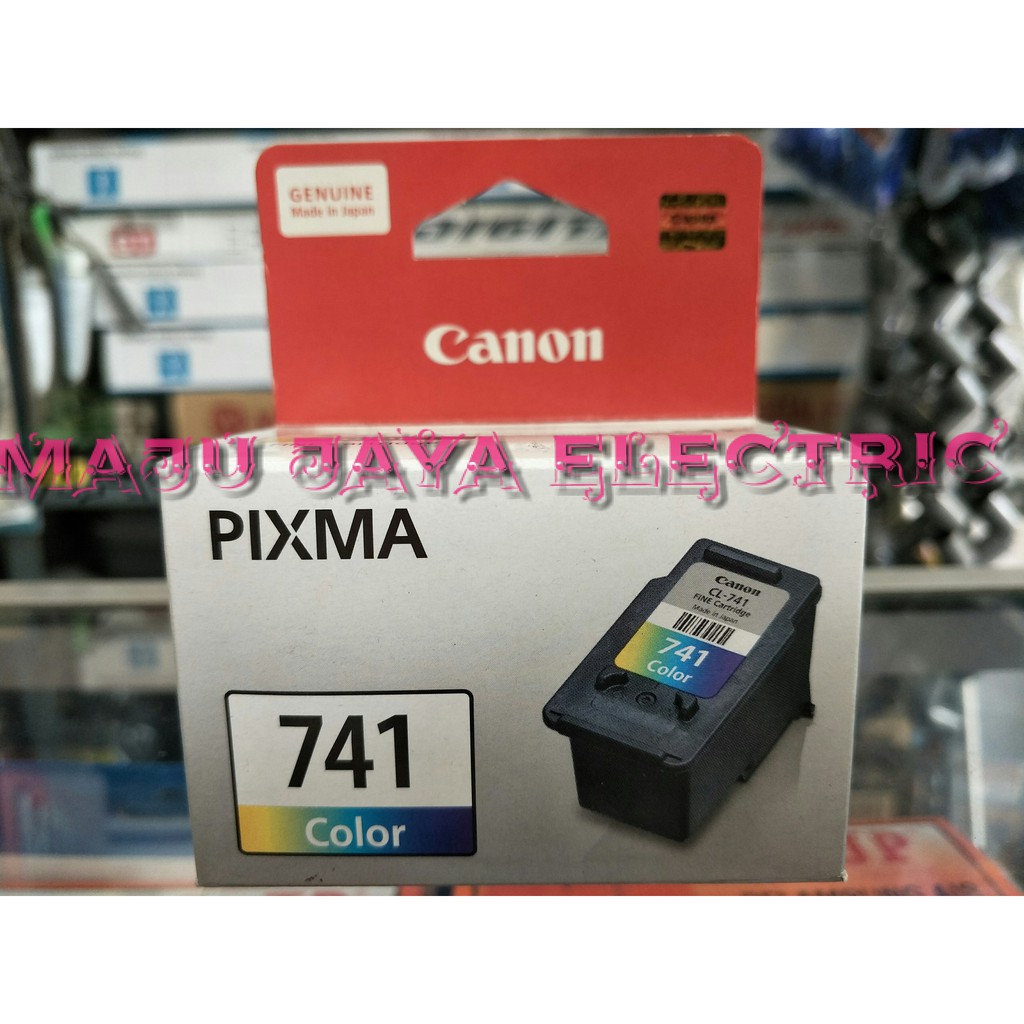 GENUINE
Made in Japan
Canon
Canon
MAJU JAYA ELECTRIC
PIXMA
Canon
CL-741
FINE Cartridge
Made in Japan
741
Color
741
Color